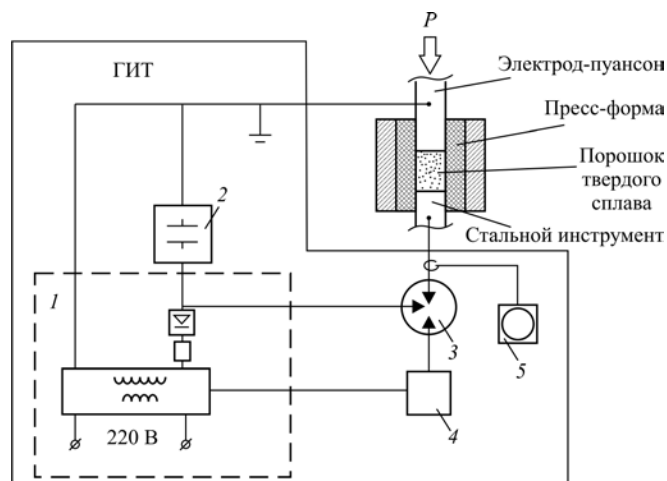 P
ГИТ
Электрод-пуансон
Пресс-форма
Порошок
твердого
сплава
Стальной инструмент
2
1
3
5
4
220 В